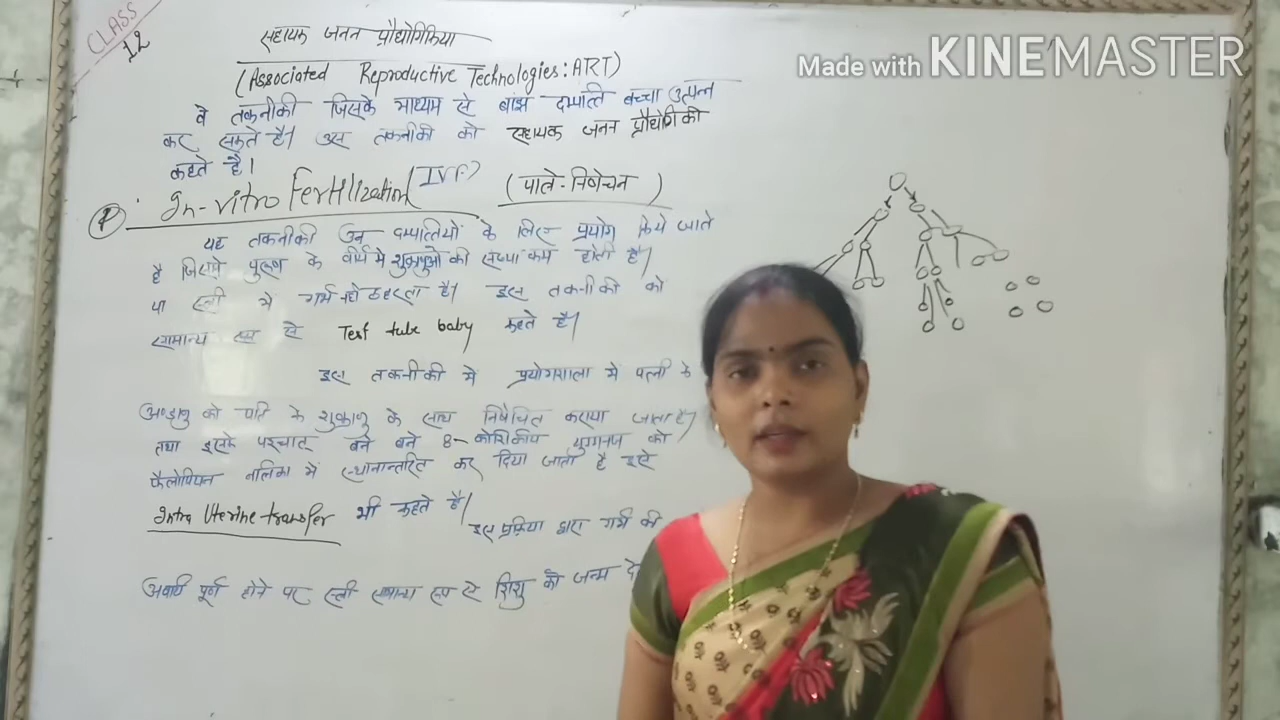 CLASS
12
Made with KINEMASTER
सहायक जनन प्रौद्योगिकिया
(Associated Reproductive Technologies: ART)
वे तकनीकी जिसके माध्यम से बांझ दम्पत्ति बच्चा उत्पन्न
कर सकते है। उस तकनीकी को सहायक जनन प्रौद्योगिकी
कहते है।
In-vitro Fertilization (IVF) (पात्रे-निषेचन)
यह तकनीकी उन दम्पत्तियों के लिए प्रयोग किये जाते
है जिसमे पुरुष के वीर्य मे शुक्राणुओ की संख्या कम होती है।
या स्त्री में गर्भ नही ठहरता है। इस तकनीकी को
सामान्य रूप से Test tube baby कहते है।
इस तकनीकी मे प्रयोगशाला में पत्नी के
अण्डाणु को पति के शुक्राणु के साथ निषेचित कराया जाता है।
तथा इसके पश्चात् बने बने 8-कोशिकीय युग्मनज को
फैलोपियन नलिका में स्थानान्तरित कर दिया जाता है इसे
Intra Uterine transfer भी कहते है।
इस प्रक्रिया द्वारा गर्भ की
अवधि पूर्ण होने पर स्त्री सामान्य रूप से शिशु को जन्म